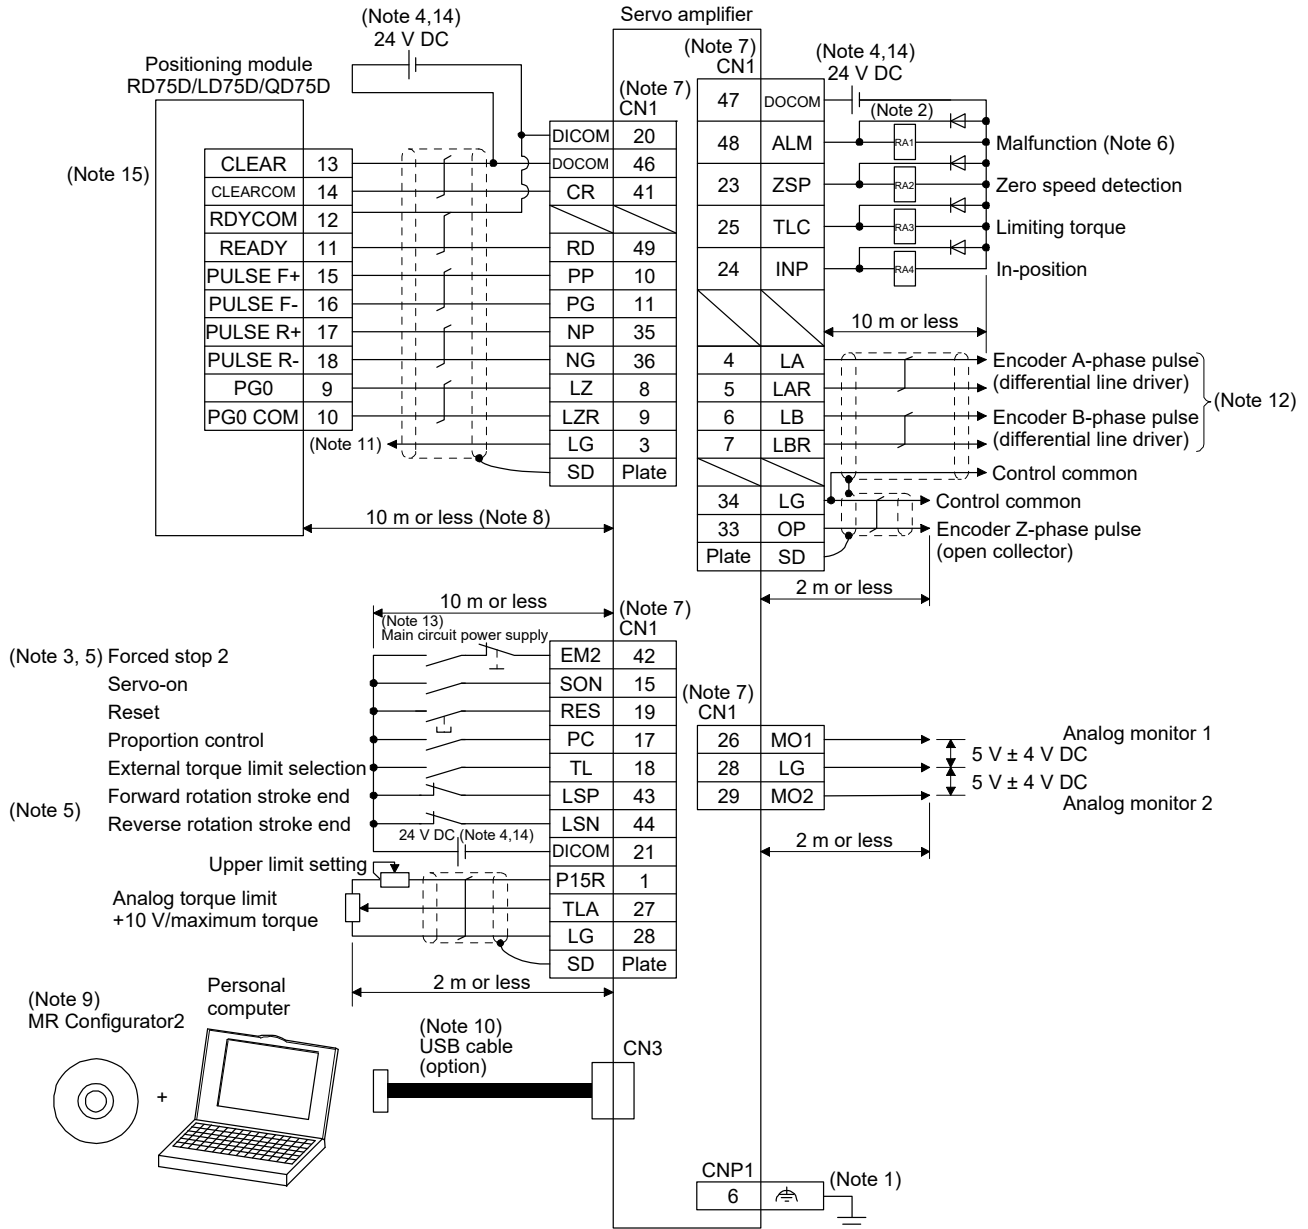 Servo amplifier
(Note 4,14)
24 V DC
Positioning module
RD75D/LD75D/QD75D
(Note 15)
CLEAR 13
CLEARCOM 14
RDYCOM 12
READY 11
PULSE F+ 15
PULSE F- 16
PULSE R+ 17
PULSE R- 18
PG0 9
PG0 COM 10
(Note 11)
10 m or less (Note 8)
(Note 7)
CN1
DICOM 20
DOCOM 46
CR 41
RD 49
PP 10
PG 11
NP 35
NG 36
LZ 8
LZR 9
LG 3
SD Plate
(Note 7)
CN1
47 DOCOM
48 ALM
23 ZSP
25 TLC
24 INP
4 LA
5 LAR
6 LB
7 LBR
34 LG
33 OP
Plate SD
(Note 4,14)
24 V DC
(Note 2)
RA1
Malfunction (Note 6)
RA2
Zero speed detection
RA3
Limiting torque
RA4
In-position
10 m or less
Encoder A-phase pulse
(differential line driver)
Encoder B-phase pulse
(differential line driver)
(Note 12)
Control common
Control common
Encoder Z-phase pulse
(open collector)
2 m or less
10 m or less
(Note 13)
Main circuit power supply
(Note 7)
CN1
(Note 3, 5) Forced stop 2
EM2 42
Servo-on
SON 15
Reset
RES 19
Proportion control
PC 17
External torque limit selection
TL 18
(Note 5)
Forward rotation stroke end
LSP 43
Reverse rotation stroke end
LSN 44
24 V DC (Note 4,14)
DICOM 21
Upper limit setting
P15R 1
Analog torque limit
+10 V/maximum torque
TLA 27
LG 28
SD Plate
2 m or less
(Note 7)
CN1
26 MO1
28 LG
29 MO2
Analog monitor 1
5 V ± 4 V DC
5 V ± 4 V DC
Analog monitor 2
2 m or less
(Note 9)
MR Configurator2
+
Personal
computer
(Note 10)
USB cable
(option)
CN3
CNP1
6
(Note 1)